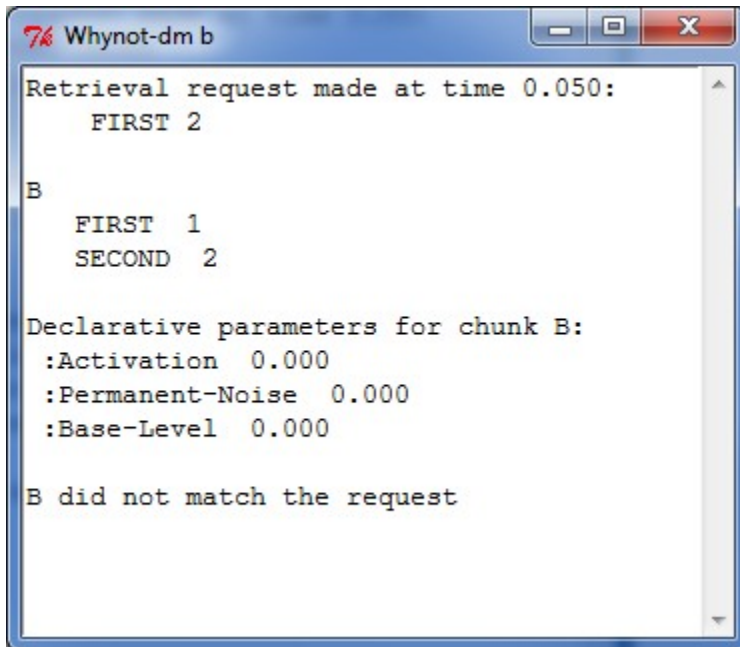 Whynot-dm b
Retrieval request made at time 0.050:
    FIRST 2

B
   FIRST  1
   SECOND  2

Declarative parameters for chunk B:
 :Activation  0.000
 :Permanent-Noise  0.000
 :Base-Level  0.000

B did not match the request